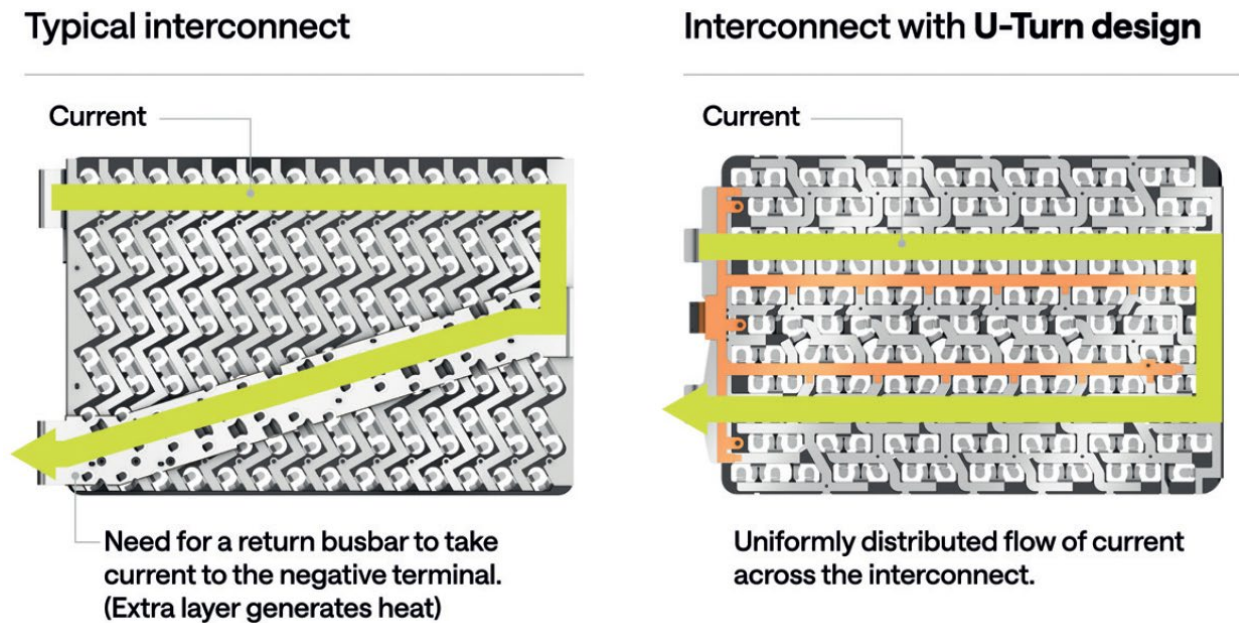 Typical interconnect
Current
Need for a return busbar to take
current to the negative terminal.
(Extra layer generates heat)
Interconnect with U-Turn design
Current
Uniformly distributed flow of current
across the interconnect.